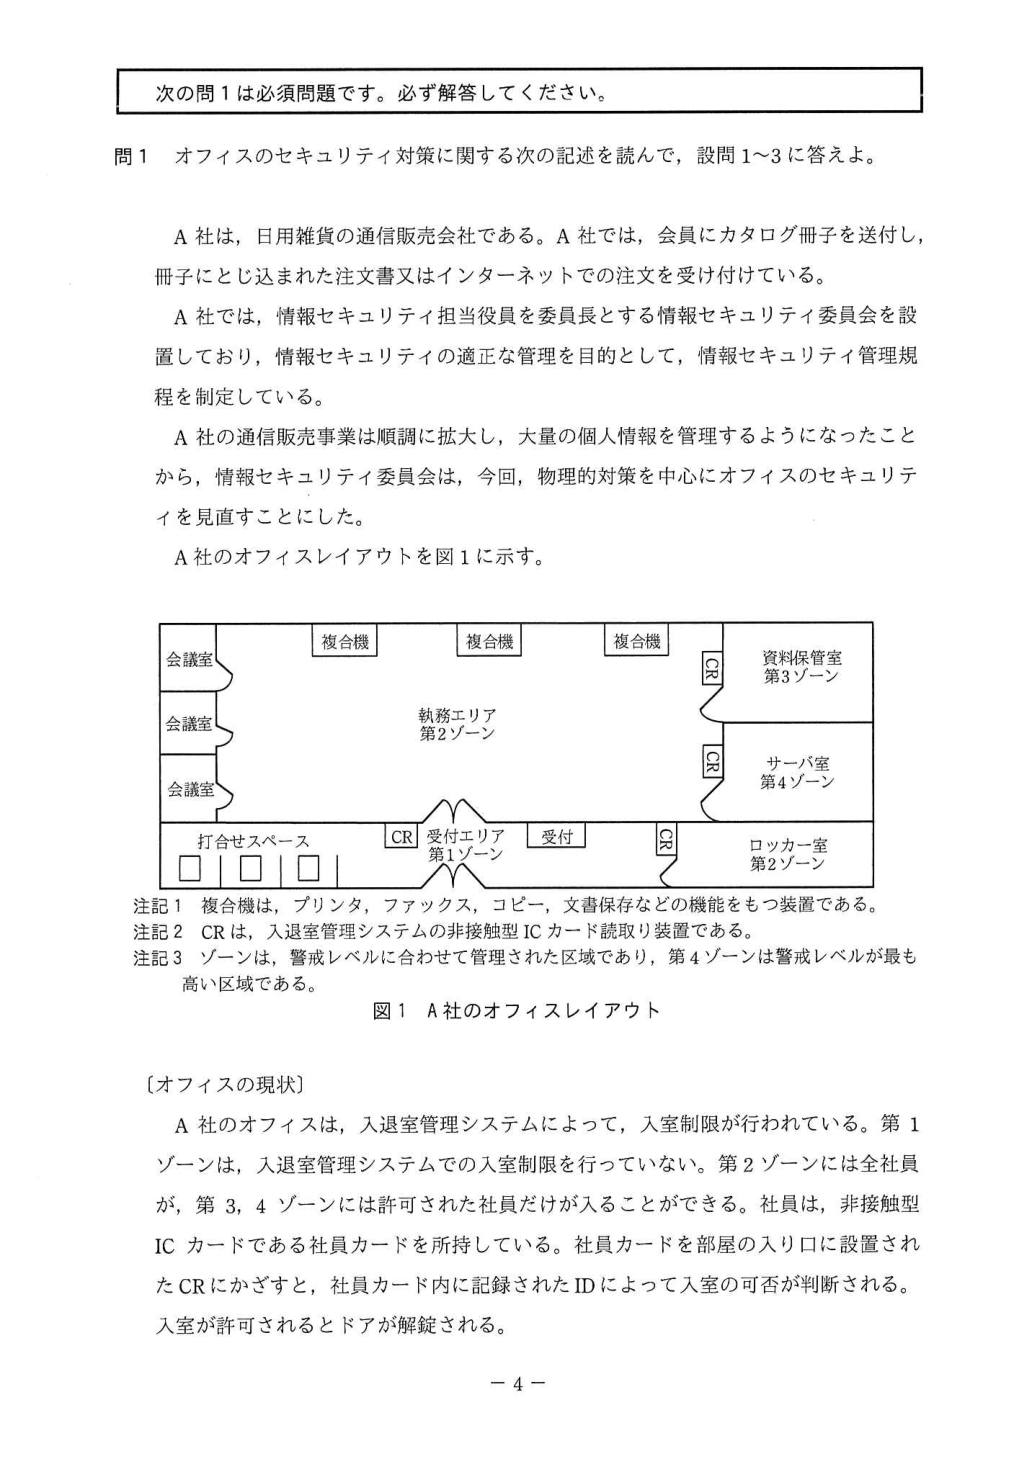 次の問1は必須問題です。必ず解答してください。
問1　オフィスのセキュリティ対策に関する次の記述を読んで，設問1～3に答えよ。
A 社は，日用雑貨の通信販売会社である。A 社では，会員にカタログ冊子を送付し，
冊子にとじ込まれた注文書又はインターネットでの注文を受け付けている。
A 社では，情報セキュリティ担当役員を委員長とする情報セキュリティ委員会を設
置しており，情報セキュリティの適正な管理を目的として，情報セキュリティ管理規
程を制定している。
A 社の通信販売事業は順調に拡大し，大量の個人情報を管理するようになったこと
から，情報セキュリティ委員会は，今回，物理的対策を中心にオフィスのセキュリテ
ィを見直すことにした。
A 社のオフィスレイアウトを図1に示す。
会議室
複合機
複合機
複合機
CR
資料保管室
第3ゾーン
会議室
執務エリア
第2ゾーン
会議室
CR
サーバ室
第4ゾーン
打合せスペース
CR
受付エリア
第1ゾーン
受付
CR
ロッカー室
第2ゾーン
注記1　複合機は，プリンタ，ファックス，コピー，文書保存などの機能をもつ装置である。
注記2　CRは，入退室管理システムの非接触型ICカード読取り装置である。
注記3　ゾーンは，警戒レベルに合わせて管理された区域であり，第4ゾーンは警戒レベルが最も
高い区域である。
図1　A社のオフィスレイアウト
〔オフィスの現状〕
A 社のオフィスは，入退室管理システムによって，入室制限が行われている。第 1
ゾーンは，入退室管理システムでの入室制限を行っていない。第2ゾーンには全社員
が，第 3，4 ゾーンには許可された社員だけが入ることができる。社員は，非接触型
IC カードである社員カードを所持している。社員カードを部屋の入り口に設置され
たCRにかざすと，社員カード内に記録されたIDによって入室の可否が判断される。
入室が許可されるとドアが解錠される。
－ 4 －